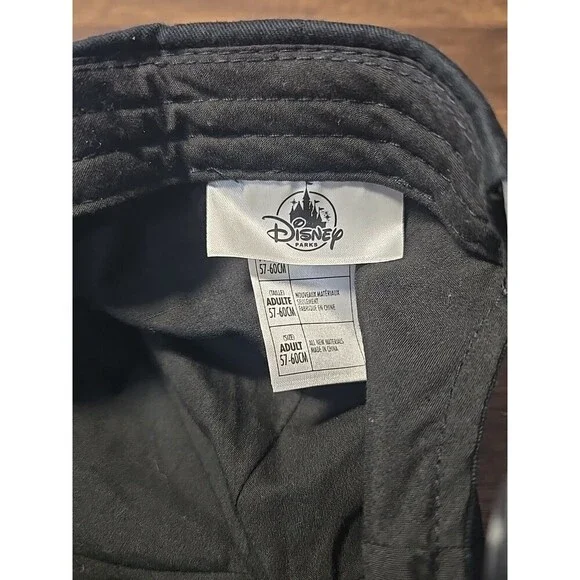 Disney
PARKS
57-60CM
(TAILLE)
ADULTE
57-60CM
NOUVEAUX MATÉRIAUX
SEULEMENT
FABRIQUE EN CHINE
(SIZE)
ADULT
57-60CM
ALL NEW MATERIALS
MADE IN CHINA